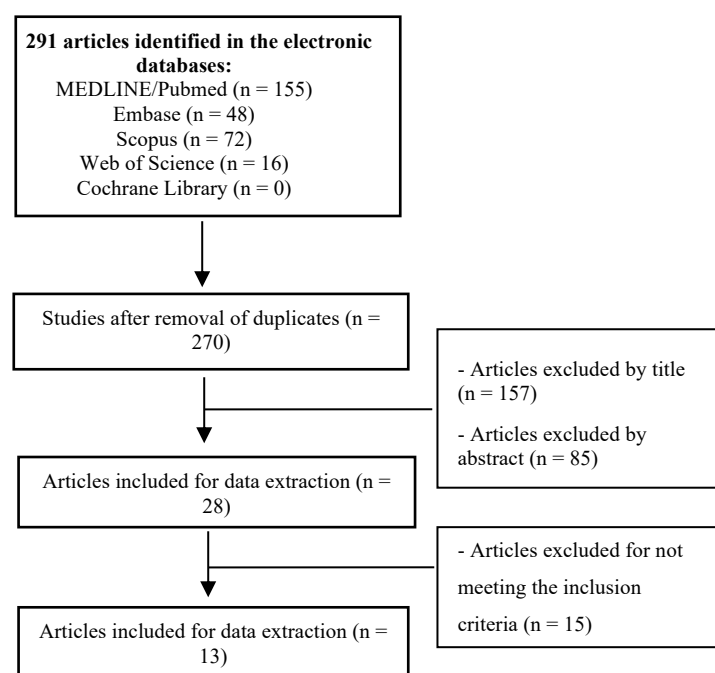 291 articles identified in the electronic
databases:
MEDLINE/Pubmed (n = 155)
Embase (n = 48)
Scopus (n = 72)
Web of Science (n = 16)
Cochrane Library (n = 0)
Studies after removal of duplicates (n =
270)
- Articles excluded by title
(n = 157)
- Articles excluded by
abstract (n = 85)
Articles included for data extraction (n =
28)
- Articles excluded for not
meeting the inclusion
criteria (n = 15)
Articles included for data extraction (n =
13)